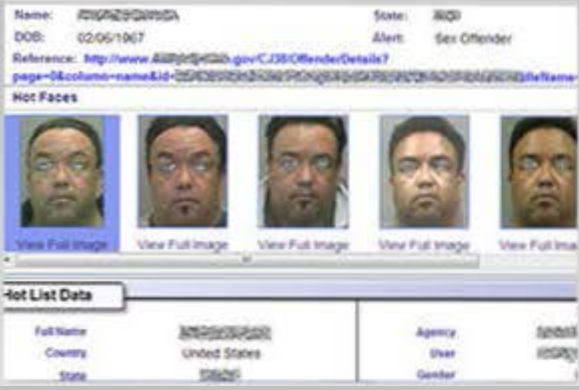 Name: State:
DOB: 02/06/1967 Alert: Sex Offender
Reference: http://www. .gov/CJ38/OffenderDetails?
page=0&column=name&id=
Hot Faces
View Full Image View Full Image View Full Image View Full Image View Full Ima
Hot List Data
Full Name Agency
Country United States User
State Gender